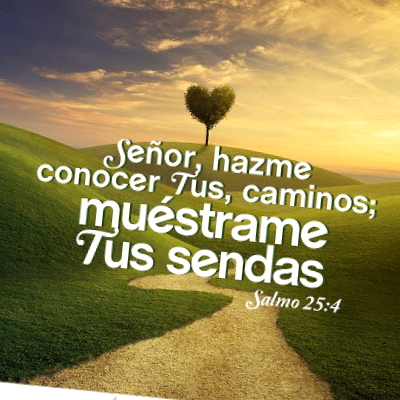 Señor, hazme
conocer Tus, caminos;
muéstrame
Tus sendas
Salmo 25:4